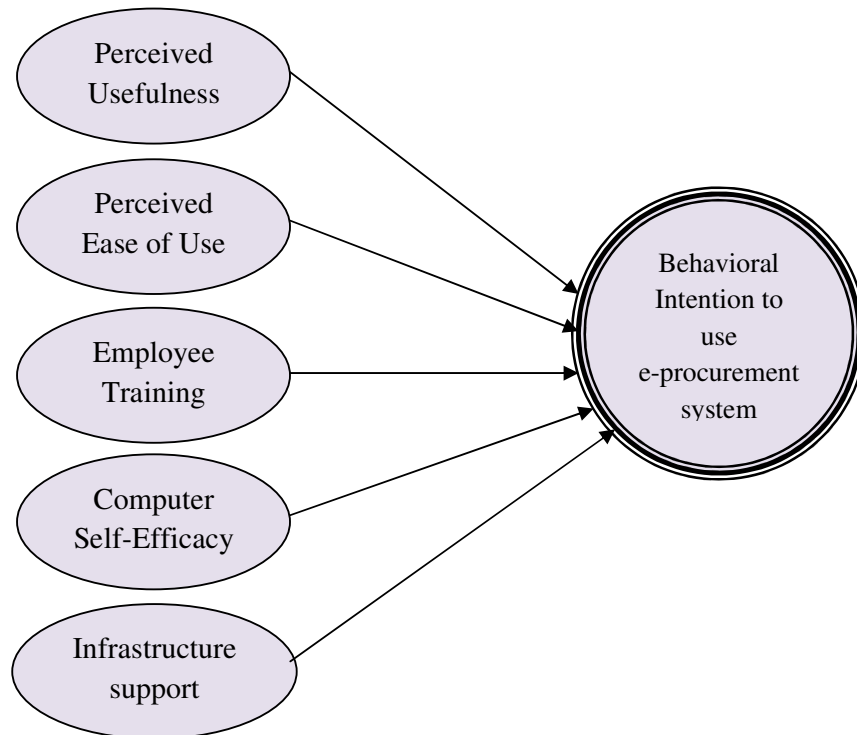 Perceived
Usefulness
Perceived
Ease of Use
Employee
Training
Computer
Self-Efficacy
Infrastructure
support
Behavioral
Intention to
use
e-procurement
system